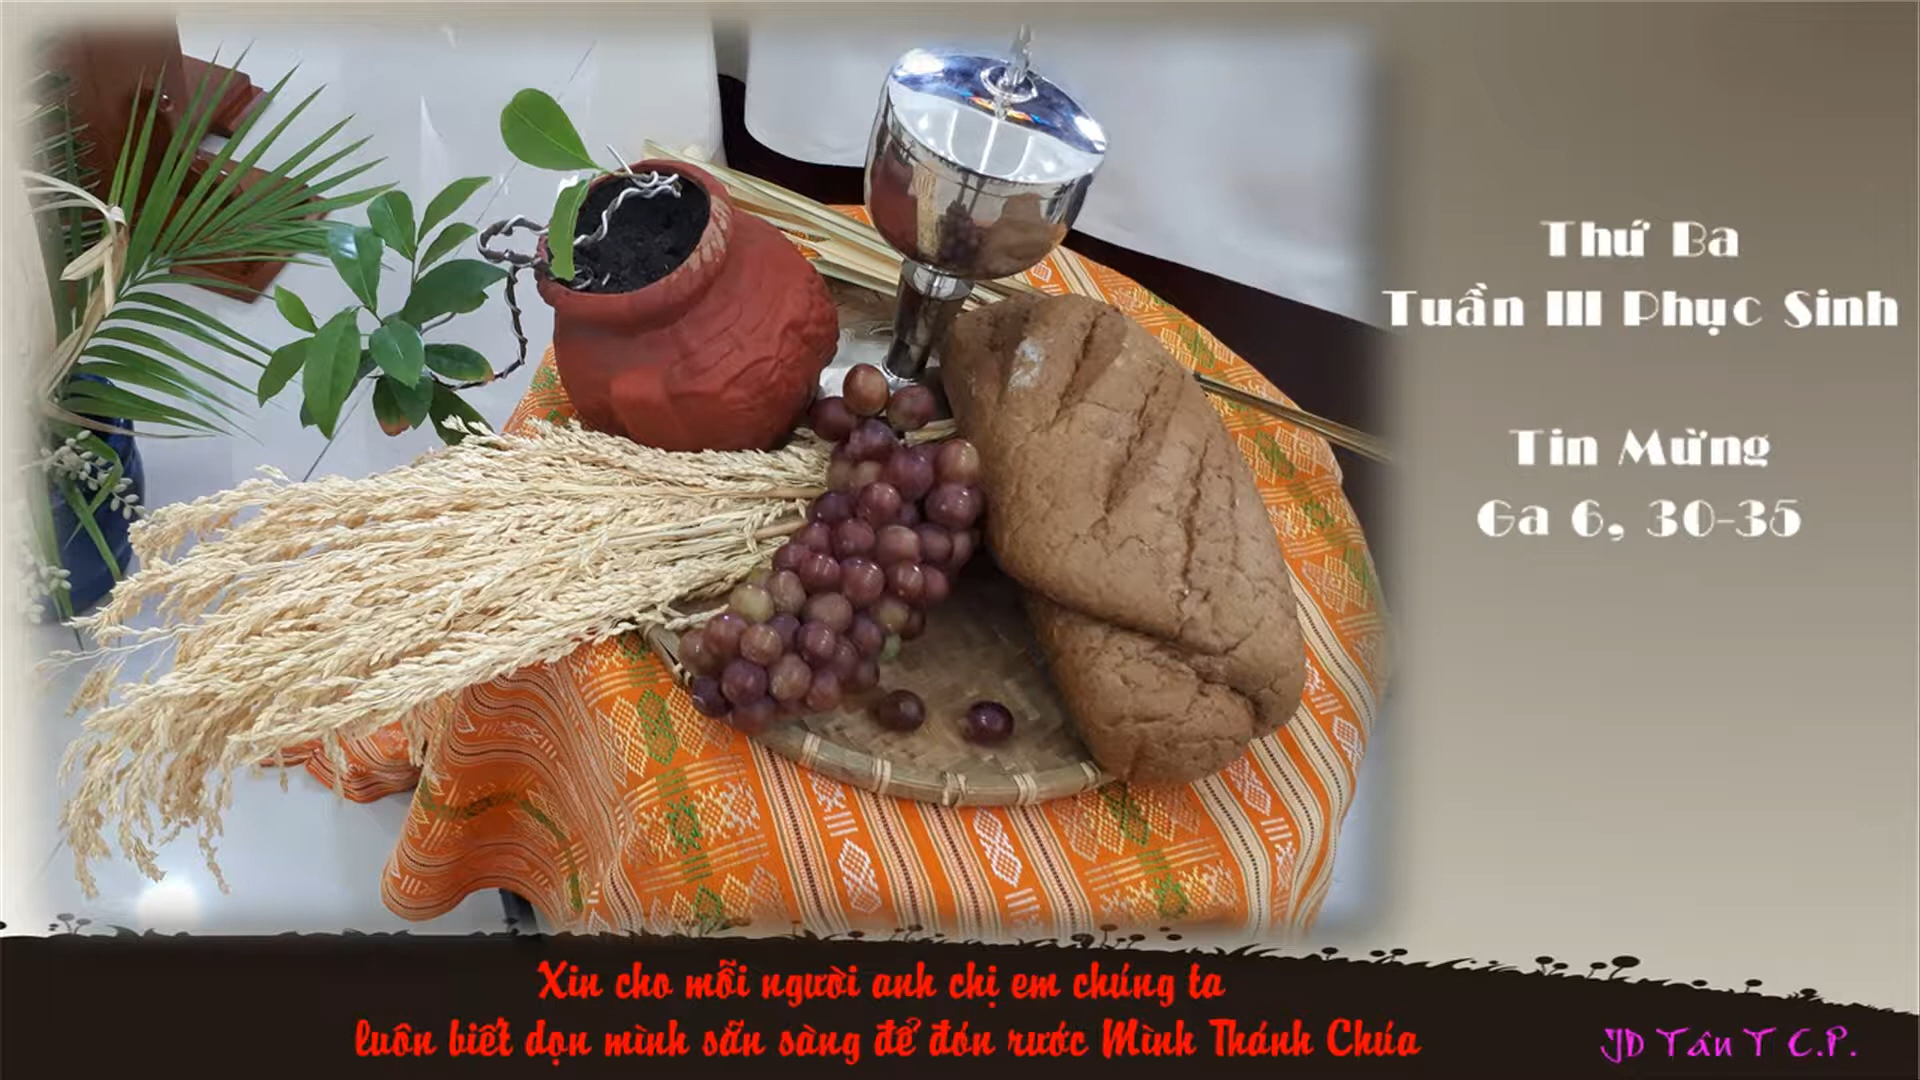 Thứ Ba
Tuần III Phục Sinh
Tin Mừng
Ga 6, 30-35
Xin cho mỗi người anh chị em chúng ta
luôn biết dọn mình sẵn sàng để đón rước Mình Thánh Chúa
JD Tân T C.P.